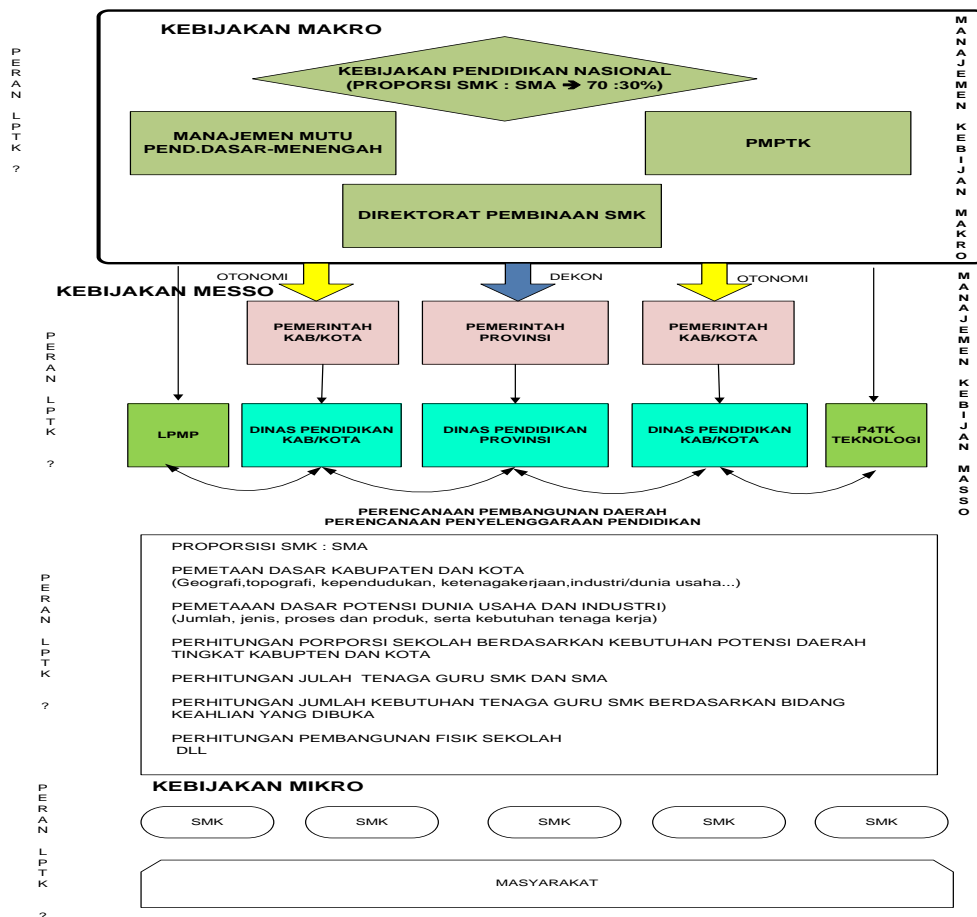 KEBIJAKAN MAKRO
KEBIJAKAN PENDIDIKAN NASIONAL
(PROPORSI SMK : SMA ➔ 70 :30%)
MANAJEMEN MUTU
PEND.DASAR-MENENGAH
PMPTK
DIREKTORAT PEMBINAAN SMK
PERAN LPTK ?
MANAJEMEN KEBIJAN MAKRO
OTONOMI
DEKON
OTONOMI
KEBIJAKAN MESSO
PEMERINTAH
KAB/KOTA
PEMERINTAH
PROVINSI
PEMERINTAH
KAB/KOTA
PERAN LPTK ?
MANAJEMEN KEBIJAN MASSO
LPMP
DINAS PENDIDIKAN
KAB/KOTA
DINAS PENDIDIKAN
PROVINSI
DINAS PENDIDIKAN
KAB/KOTA
P4TK
TEKNOLOGI
PERENCANAAN PEMBANGUNAN DAERAH
PERENCANAAN PENYELENGGARAAN PENDIDIKAN
PERAN LPTK ?
PROPORSISI SMK : SMA
PEMETAAN DASAR KABUPATEN DAN KOTA
(Geografi,topografi, kependudukan, ketenagakerjaan,industri/dunia usaha...)
PEMETAAAN DASAR POTENSI DUNIA USAHA DAN INDUSTRI)
(Jumlah, jenis, proses dan produk, serta kebutuhan tenaga kerja)
PERHITUNGAN PORPORSI SEKOLAH BERDASARKAN KEBUTUHAN POTENSI DAERAH
TINGKAT KABUPTEN DAN KOTA
PERHITUNGAN JULAH TENAGA GURU SMK DAN SMA
PERHITUNGAN JUMLAH KEBUTUHAN TENAGA GURU SMK BERDASARKAN BIDANG
KEAHLIAN YANG DIBUKA
PERHITUNGAN PEMBANGUNAN FISIK SEKOLAH
DLL
KEBIJAKAN MIKRO
PERAN LPTK ?
SMK
SMK
SMK
SMK
SMK
MASYARAKAT